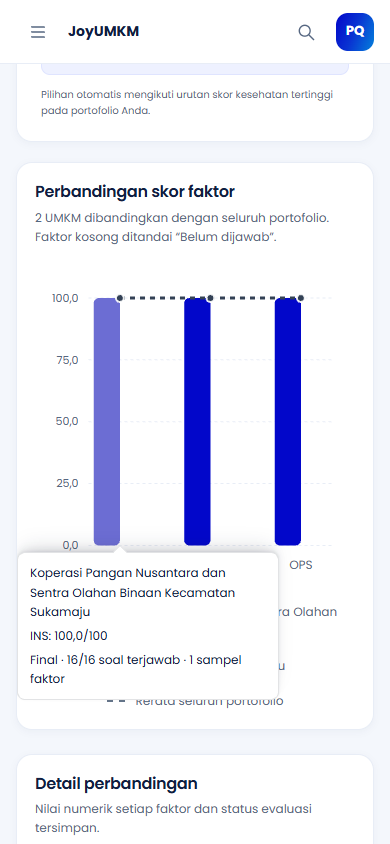 JoyUMKM
PQ
Pilihan otomatis mengikuti urutan skor kesehatan tertinggi
pada portofolio Anda.
Perbandingan skor faktor
2 UMKM dibandingkan dengan seluruh portofolio.
Faktor kosong ditandai “Belum dijawab”.
100,0
75,0
50,0
25,0
0,0
OPS
Koperasi Pangan Nusantara dan
Sentra Olahan Binaan Kecamatan
Sukamaju
INS: 100,0/100
Final · 16/16 soal terjawab · 1 sampel
faktor
ra Olahan
u
Rerata seluruh portofolio
Detail perbandingan
Nilai numerik setiap faktor dan status evaluasi
tersimpan.